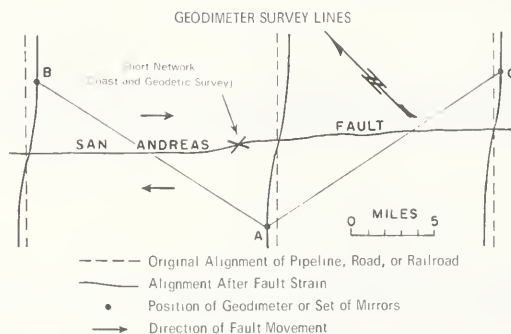 GEODIMETER SURVEY LINES
B
Network
Coast and Geodetic Survey)
SAN ANDREAS FAULT
A
0 MILES 5
Original Alignment of Pipeline, Road, or Railroad
Alignment After Fault Strain
Position of Geodimeter or Set of Mirrors
Direction of Fault Movement